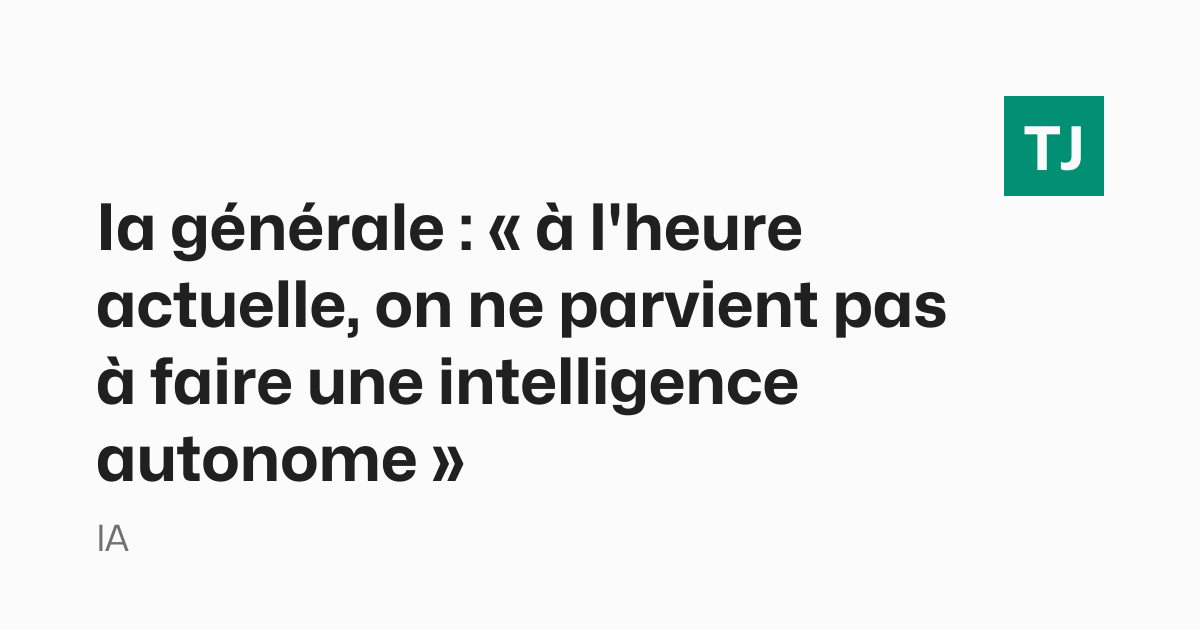 TJ
Ia générale : « à l'heure
actuelle, on ne parvient pas
à faire une intelligence
autonome »
IA